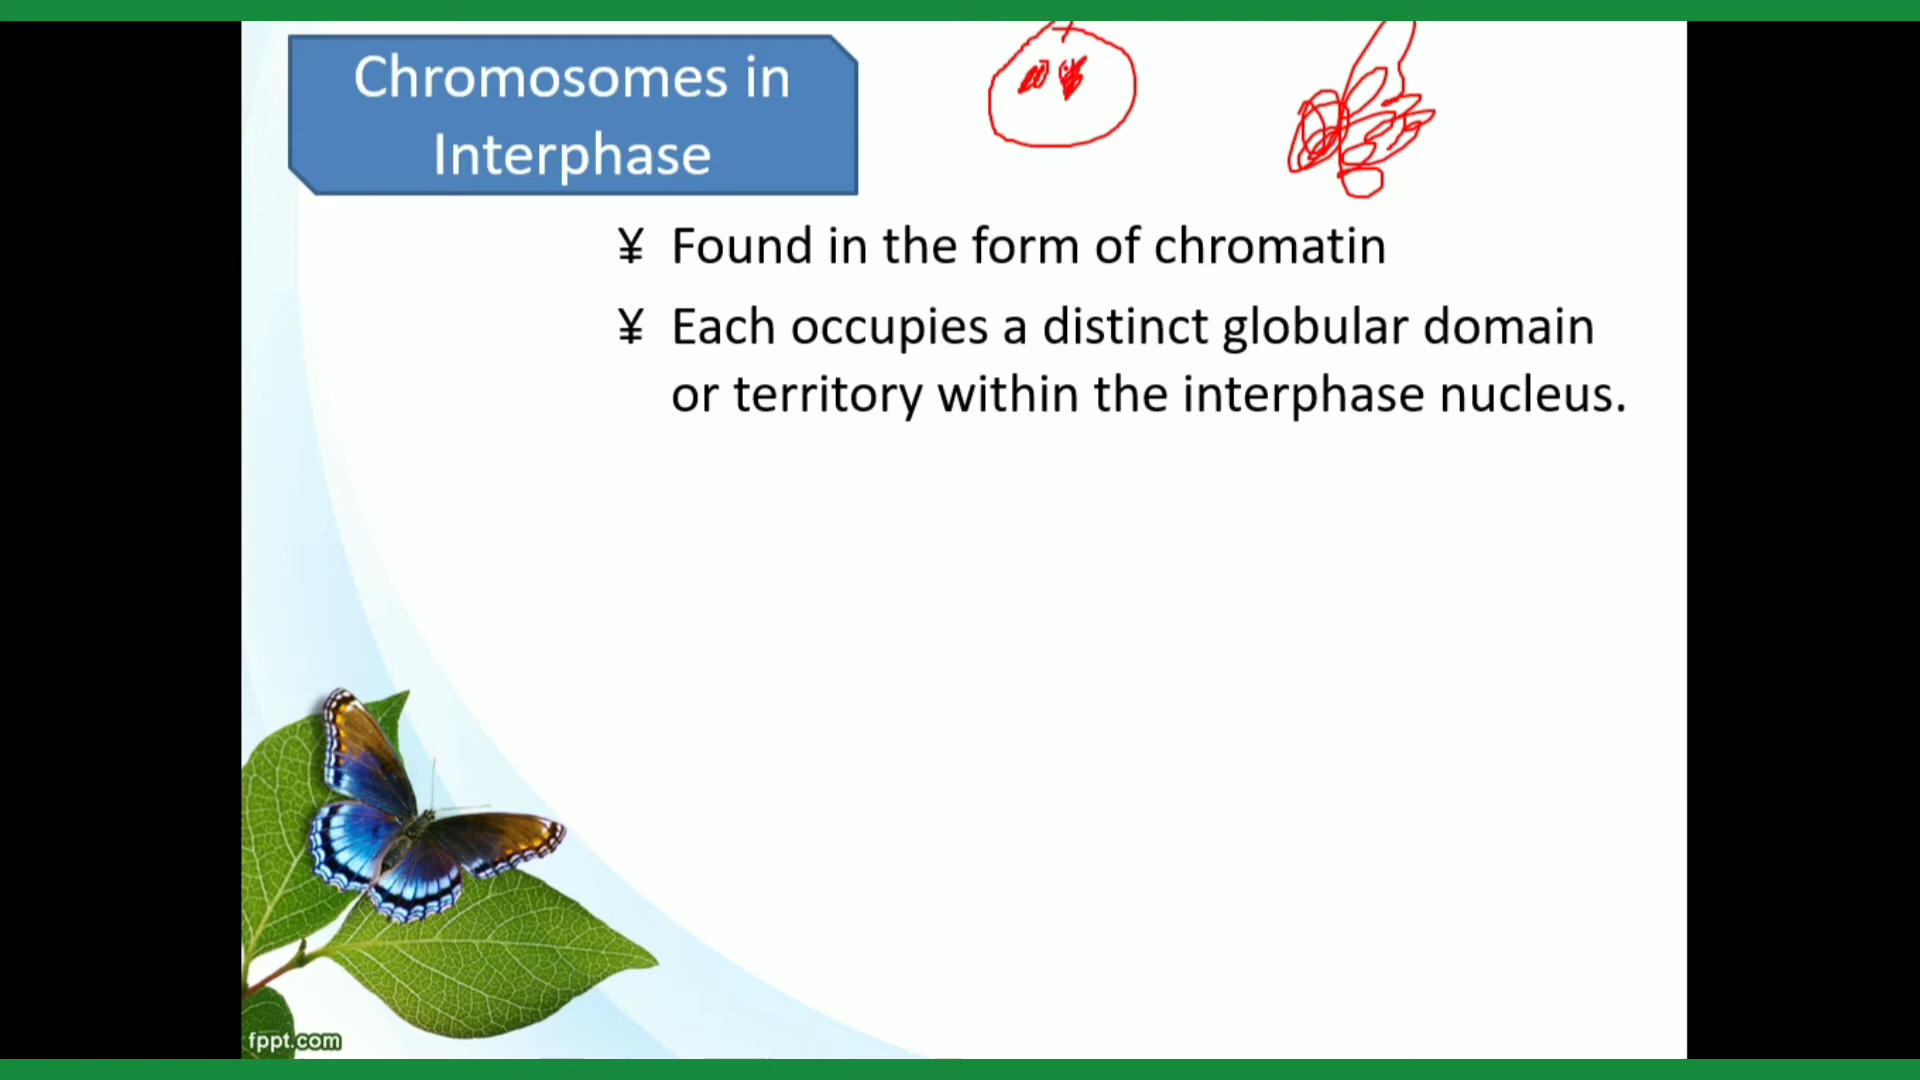 Chromosomes in
Interphase
¥ Found in the form of chromatin
¥ Each occupies a distinct globular domain
or territory within the interphase nucleus.
fppt.com